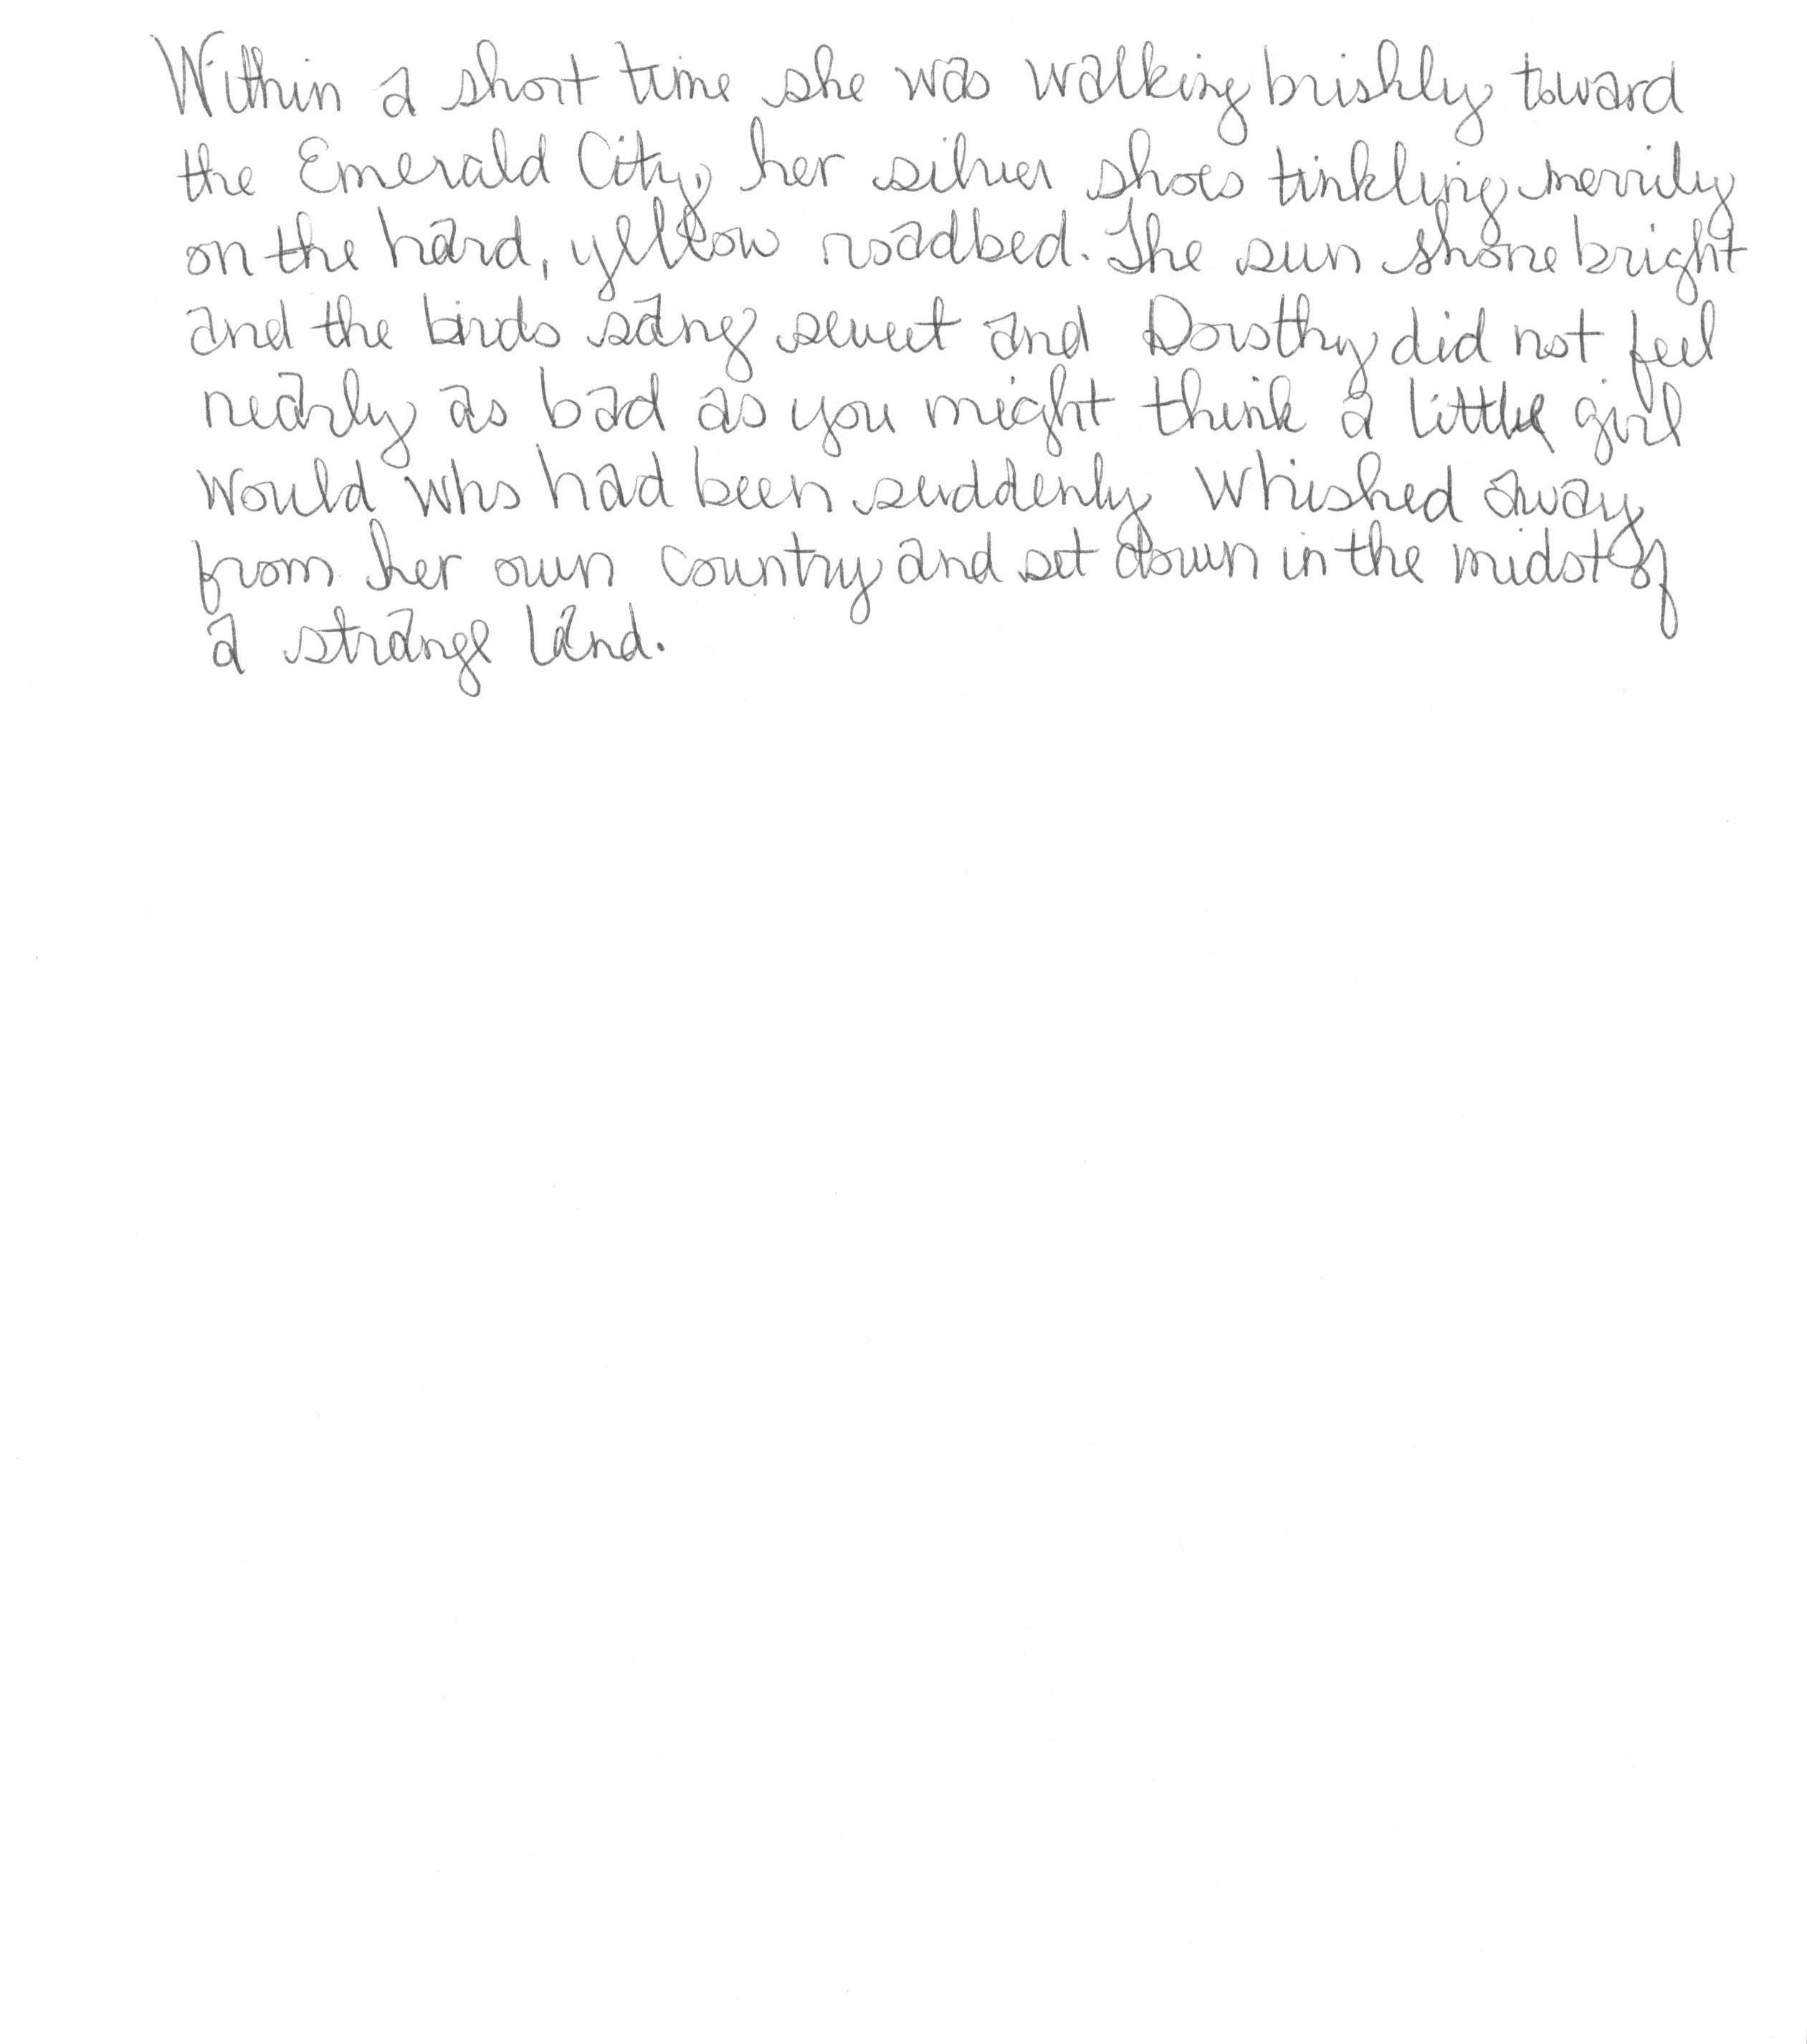 Within a short time she was walking briskly toward
the Emerald City, her silver shoes tinkling merrily
on the hard, yellow roadbed. The sun shone bright
and the birds sang sweet and Dorothy did not feel
nearly as bad as you might think a little girl
would who had been suddenly whished away
from her own country and set down in the midst of
a strange land.